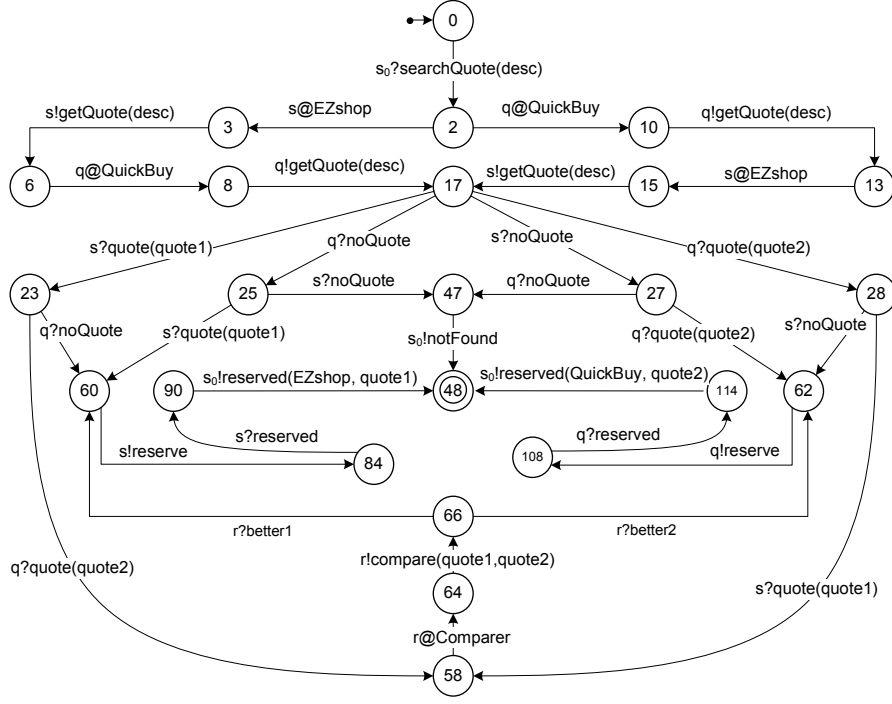 0
s₀?searchQuote(desc)
s!getQuote(desc)
3
s@EZshop
2
q@QuickBuy
10
q!getQuote(desc)
6
q@QuickBuy
8
q!getQuote(desc)
17
s!getQuote(desc)
15
s@EZshop
13
s?quote(quote1)
q?noQuote
s?noQuote
q?quote(quote2)
23
25
s?noQuote
47
q?noQuote
27
28
q?noQuote
s?quote(quote1)
s₀!notFound
q?quote(quote2)
s?noQuote
60
90
s₀!reserved(EZshop, quote1)
48
s₀!reserved(QuickBuy, quote2)
114
62
s!reserve
s?reserved
84
108
q?reserved
q!reserve
66
r?better1
r?better2
q?quote(quote2)
r!compare(quote1,quote2)
s?quote(quote1)
64
r@Comparer
58